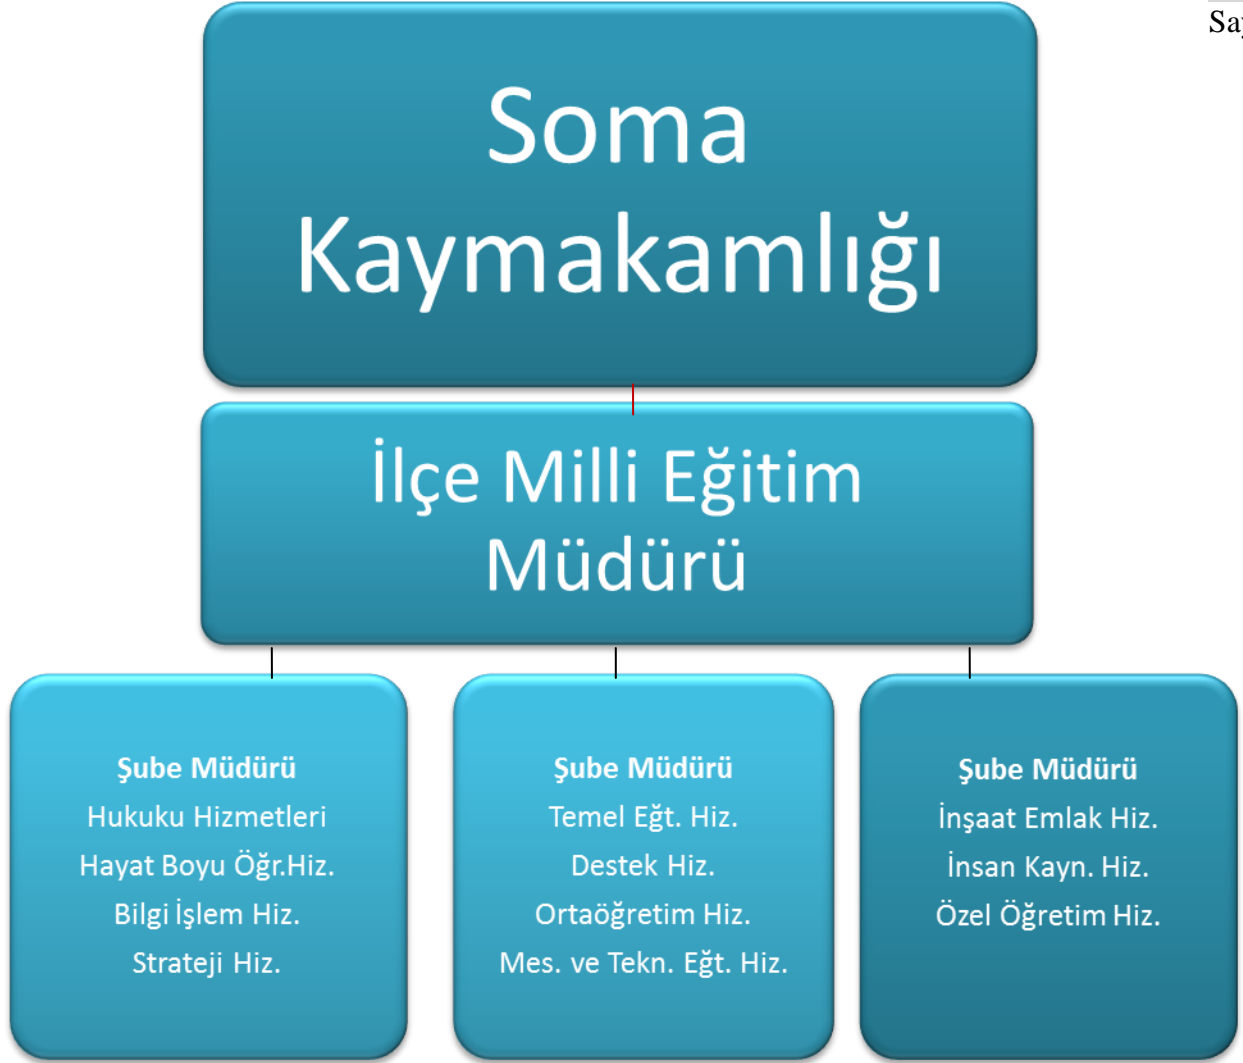 Soma
Kaymakamlığı
İlçe Milli Eğitim
Müdürü
Şube Müdürü
Hukuku Hizmetleri
Hayat Boyu Öğr.Hiz.
Bilgi İşlem Hiz.
Strateji Hiz.
Şube Müdürü
Temel Eğt. Hiz.
Destek Hiz.
Ortaöğretim Hiz.
Mes. ve Tekn. Eğt. Hiz.
Şube Müdürü
İnşaat Emlak Hiz.
İnsan Kayn. Hiz.
Özel Öğretim Hiz.